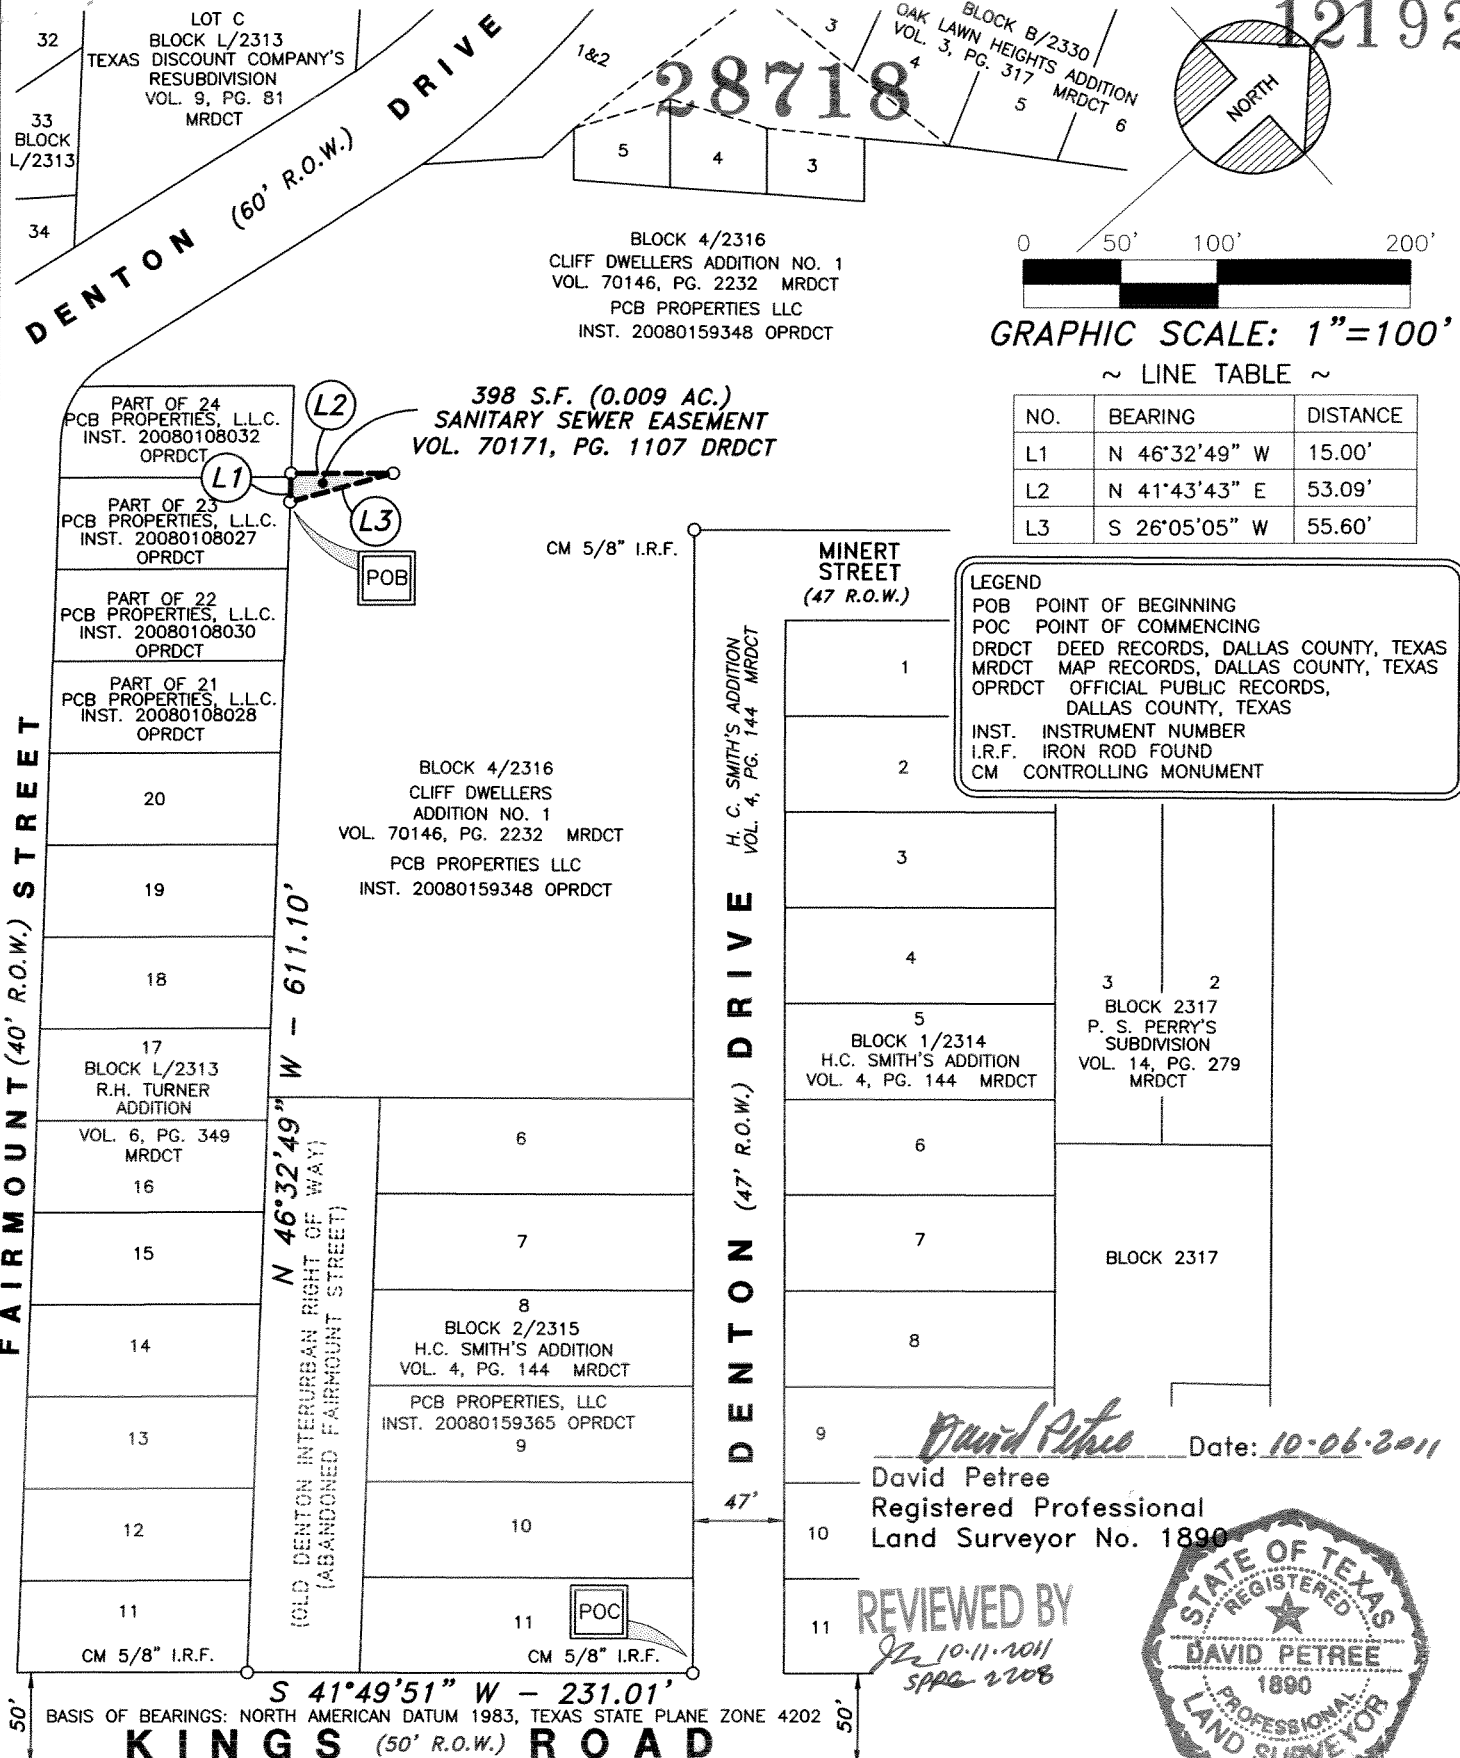 12192
28718
32
LOT C
BLOCK L/2313
TEXAS DISCOUNT COMPANY'S
RESUBDIVISION
VOL. 9, PG. 81
MRDCT
33
BLOCK
L/2313
34
DENTON (60' R.O.W.) DRIVE
1&2
3
4
BLOCK B/2330
OAK LAWN HEIGHTS ADDITION
VOL. 3, PG. 317 MRDCT
5
6
5
4
3
NORTH
BLOCK 4/2316
CLIFF DWELLERS ADDITION NO. 1
VOL. 70146, PG. 2232 MRDCT
PCB PROPERTIES LLC
INST. 20080159348 OPRDCT
0 50' 100' 200'
GRAPHIC SCALE: 1"=100'
~ LINE TABLE ~
NO. BEARING DISTANCE
L1 N 46°32'49" W 15.00'
L2 N 41°43'43" E 53.09'
L3 S 26°05'05" W 55.60'
398 S.F. (0.009 AC.)
SANITARY SEWER EASEMENT
VOL. 70171, PG. 1107 DRDCT
L2
L1
L3
POB
PART OF 24
PCB PROPERTIES, L.L.C.
INST. 20080108032
OPRDCT
PART OF 23
PCB PROPERTIES, L.L.C.
INST. 20080108027
OPRDCT
PART OF 22
PCB PROPERTIES, L.L.C.
INST. 20080108030
OPRDCT
PART OF 21
PCB PROPERTIES, L.L.C.
INST. 20080108028
OPRDCT
CM 5/8" I.R.F.
MINERT
STREET
(47 R.O.W.)
LEGEND
POB POINT OF BEGINNING
POC POINT OF COMMENCING
DRDCT DEED RECORDS, DALLAS COUNTY, TEXAS
MRDCT MAP RECORDS, DALLAS COUNTY, TEXAS
OPRDCT OFFICIAL PUBLIC RECORDS,
DALLAS COUNTY, TEXAS
INST. INSTRUMENT NUMBER
I.R.F. IRON ROD FOUND
CM CONTROLLING MONUMENT
FAIRMOUNT (40' R.O.W.) STREET
20
19
18
17
BLOCK L/2313
R.H. TURNER
ADDITION
VOL. 6, PG. 349
MRDCT
16
15
14
13
12
11
CM 5/8" I.R.F.
N 46°32'49" W – 611.10'
(OLD DENTON INTERURBAN RIGHT OF WAY)
(ABANDONED FAIRMOUNT STREET)
BLOCK 4/2316
CLIFF DWELLERS
ADDITION NO. 1
VOL. 70146, PG. 2232 MRDCT
PCB PROPERTIES LLC
INST. 20080159348 OPRDCT
6
7
8
BLOCK 2/2315
H.C. SMITH'S ADDITION
VOL. 4, PG. 144 MRDCT
PCB PROPERTIES, LLC
INST. 20080159365 OPRDCT
9
10
11
POC
CM 5/8" I.R.F.
H. C. SMITH'S ADDITION
VOL. 4, PG. 144 MRDCT
DENTON (47' R.O.W.) DRIVE
47'
1
2
3
4
5
BLOCK 1/2314
H.C. SMITH'S ADDITION
VOL. 4, PG. 144 MRDCT
6
7
8
9
10
11
3 2
BLOCK 2317
P. S. PERRY'S
SUBDIVISION
VOL. 14, PG. 279
MRDCT
BLOCK 2317
David Petree Date: 10-06-2011
David Petree
Registered Professional
Land Surveyor No. 1890
REVIEWED BY
10.11.2011
SPRG 2208
STATE OF TEXAS
REGISTERED
DAVID PETREE
1890
PROFESSIONAL
LAND SURVEYOR
S 41°49'51" W – 231.01'
50'
BASIS OF BEARINGS: NORTH AMERICAN DATUM 1983, TEXAS STATE PLANE ZONE 4202
50'
KINGS (50' R.O.W.) ROAD